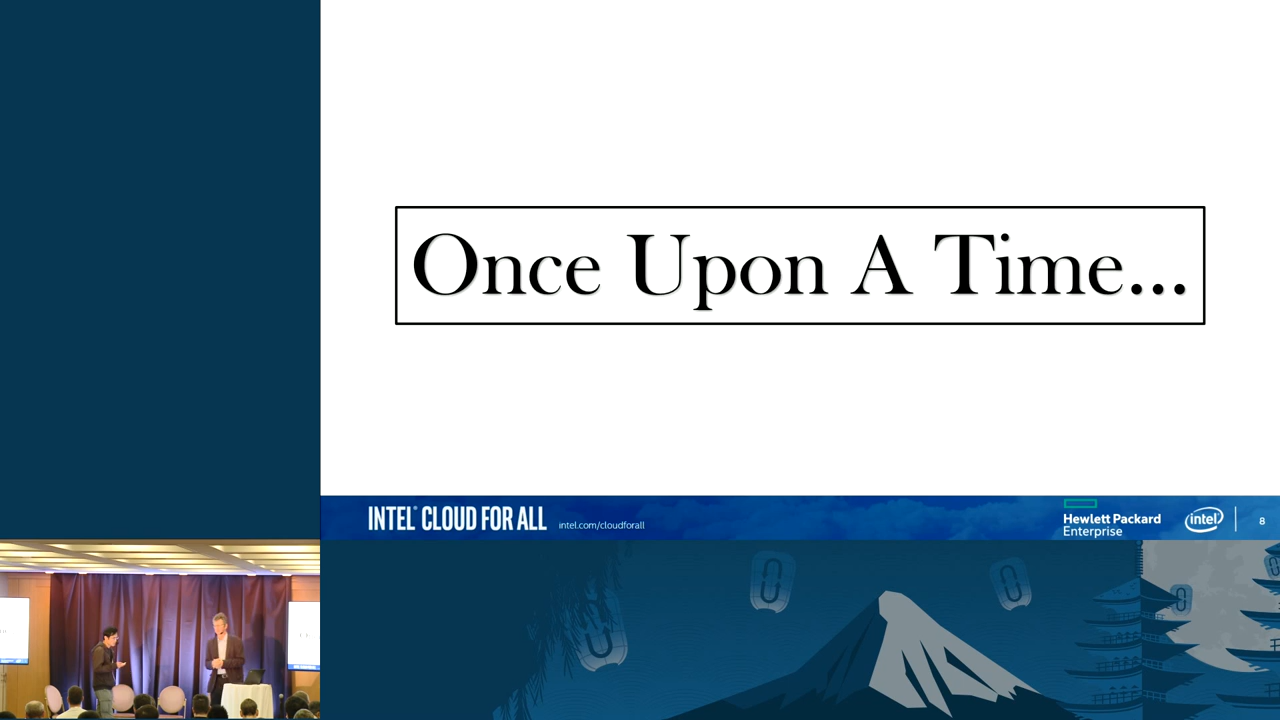 Once Upon A Time...
INTEL® CLOUD FOR ALL intel.com/cloudforall
Hewlett Packard
Enterprise
intel
8